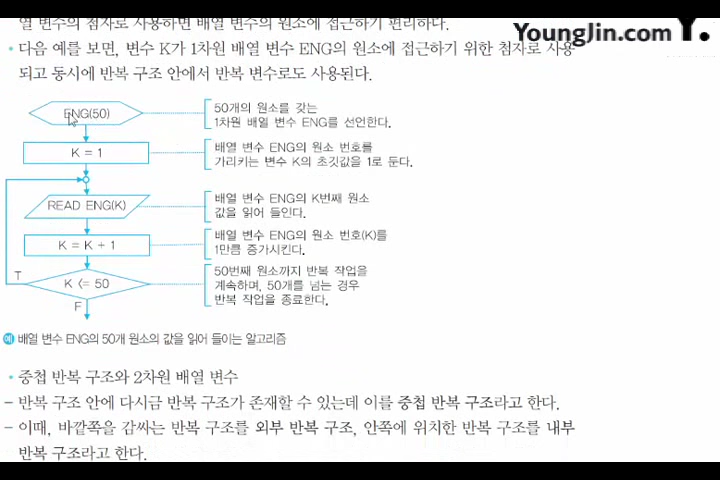 열 변수의 첨자로 사용하면 배열 변수의 원소에 접근하기 편리하다.
YoungJin.com Y.
• 다음 예를 보면, 변수 K가 1차원 배열 변수 ENG의 원소에 접근하기 위한 첨자로 사용
되고 동시에 반복 구조 안에서 반복 변수로도 사용된다.
ENG(50)
50개의 원소를 갖는
1차원 배열 변수 ENG를 선언한다.
K = 1
배열 변수 ENG의 원소 번호를
가리키는 변수 K의 초깃값을 1로 둔다.
READ ENG(K)
배열 변수 ENG의 K번째 원소
값을 읽어 들인다.
K = K + 1
배열 변수 ENG의 원소 번호(K)를
1만큼 증가시킨다.
T
K <= 50
F
50번째 원소까지 반복 작업을
계속하며, 50개를 넘는 경우
반복 작업을 종료한다.
예 배열 변수 ENG의 50개 원소의 값을 읽어 들이는 알고리즘
• 중첩 반복 구조와 2차원 배열 변수
– 반복 구조 안에 다시금 반복 구조가 존재할 수 있는데 이를 중첩 반복 구조라고 한다.
– 이때, 바깥쪽을 감싸는 반복 구조를 외부 반복 구조, 안쪽에 위치한 반복 구조를 내부
반복 구조라고 한다.